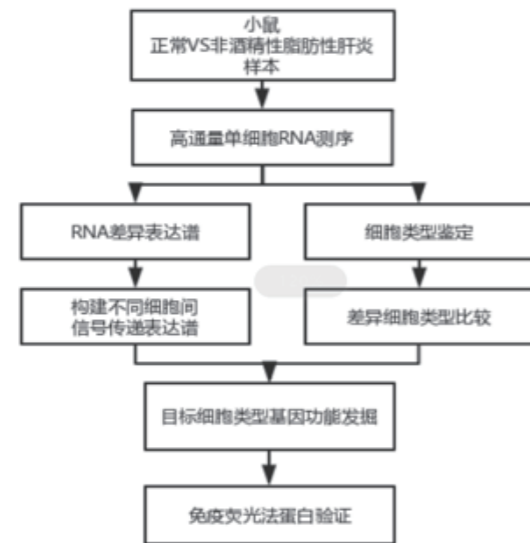 小鼠
正常VS非酒精性脂肪性肝炎
样本
高通量单细胞RNA测序
RNA差异表达谱
细胞类型鉴定
构建不同细胞间
信号传递表达谱
差异细胞类型比较
目标细胞类型基因功能发掘
免疫荧光法蛋白验证